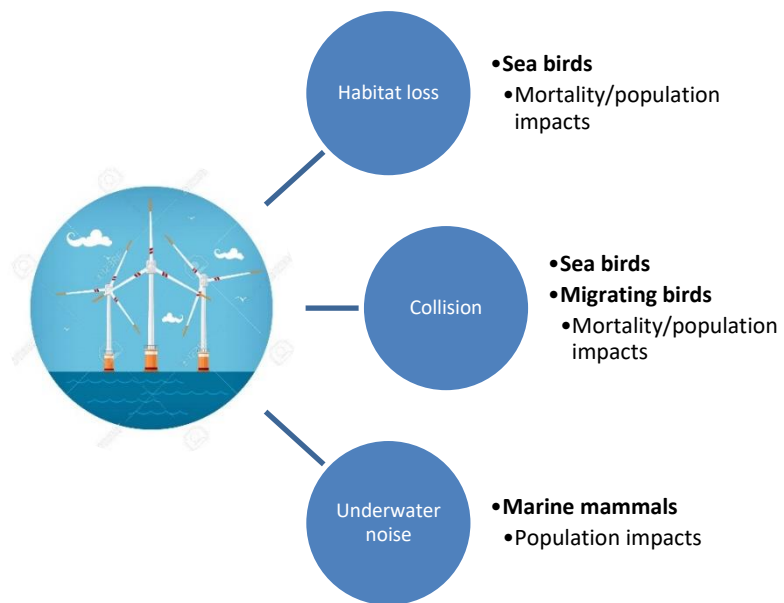 Habitat loss
•Sea birds
•Mortality/population
impacts
Collision
•Sea birds
•Migrating birds
•Mortality/population
impacts
Underwater
noise
•Marine mammals
•Population impacts